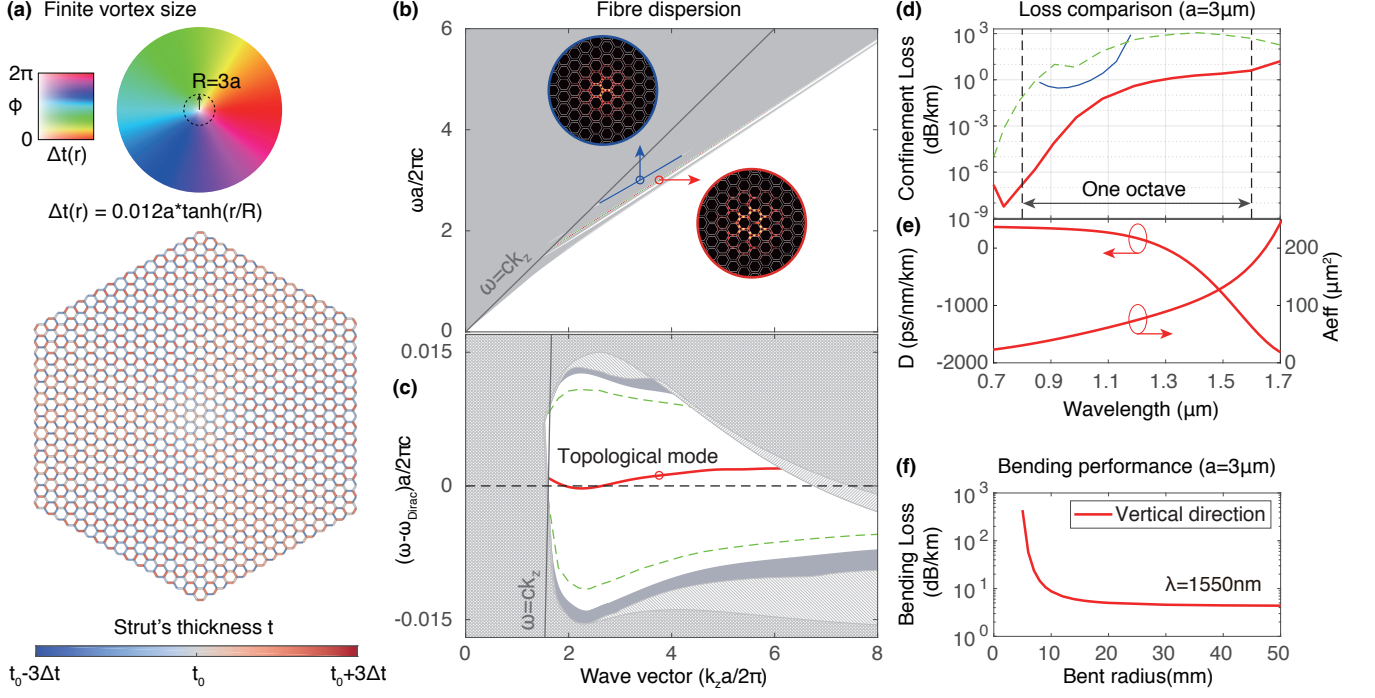 (a) Finite vortex size
2π
ϕ
0
Δt(r)
R=3a
Δt(r) = 0.012a*tanh(r/R)
Strut's thickness t
t₀-3Δt
t₀
t₀+3Δt
(b) Fibre dispersion
ωa/2πc
6
4
2
0
ω=ck_z
(c)
(ω-ω_Dirac)a/2πc
0.015
0
-0.015
Topological mode
ω=ck_z
0 2 4 6 8
Wave vector (k_za/2π)
(d) Loss comparison (a=3μm)
Confinement Loss
(dB/km)
10³
10⁰
10⁻³
10⁻⁶
10⁻⁹
One octave
(e)
D (ps/nm/km)
0
-1000
-2000
200
100
0
Aeff (μm²)
0.7 0.9 1.1 1.3 1.5 1.7
Wavelength (μm)
(f) Bending performance (a=3μm)
Bending Loss
(dB/km)
10³
10²
10¹
10⁰
Vertical direction
λ=1550nm
0 10 20 30 40 50
Bent radius(mm)